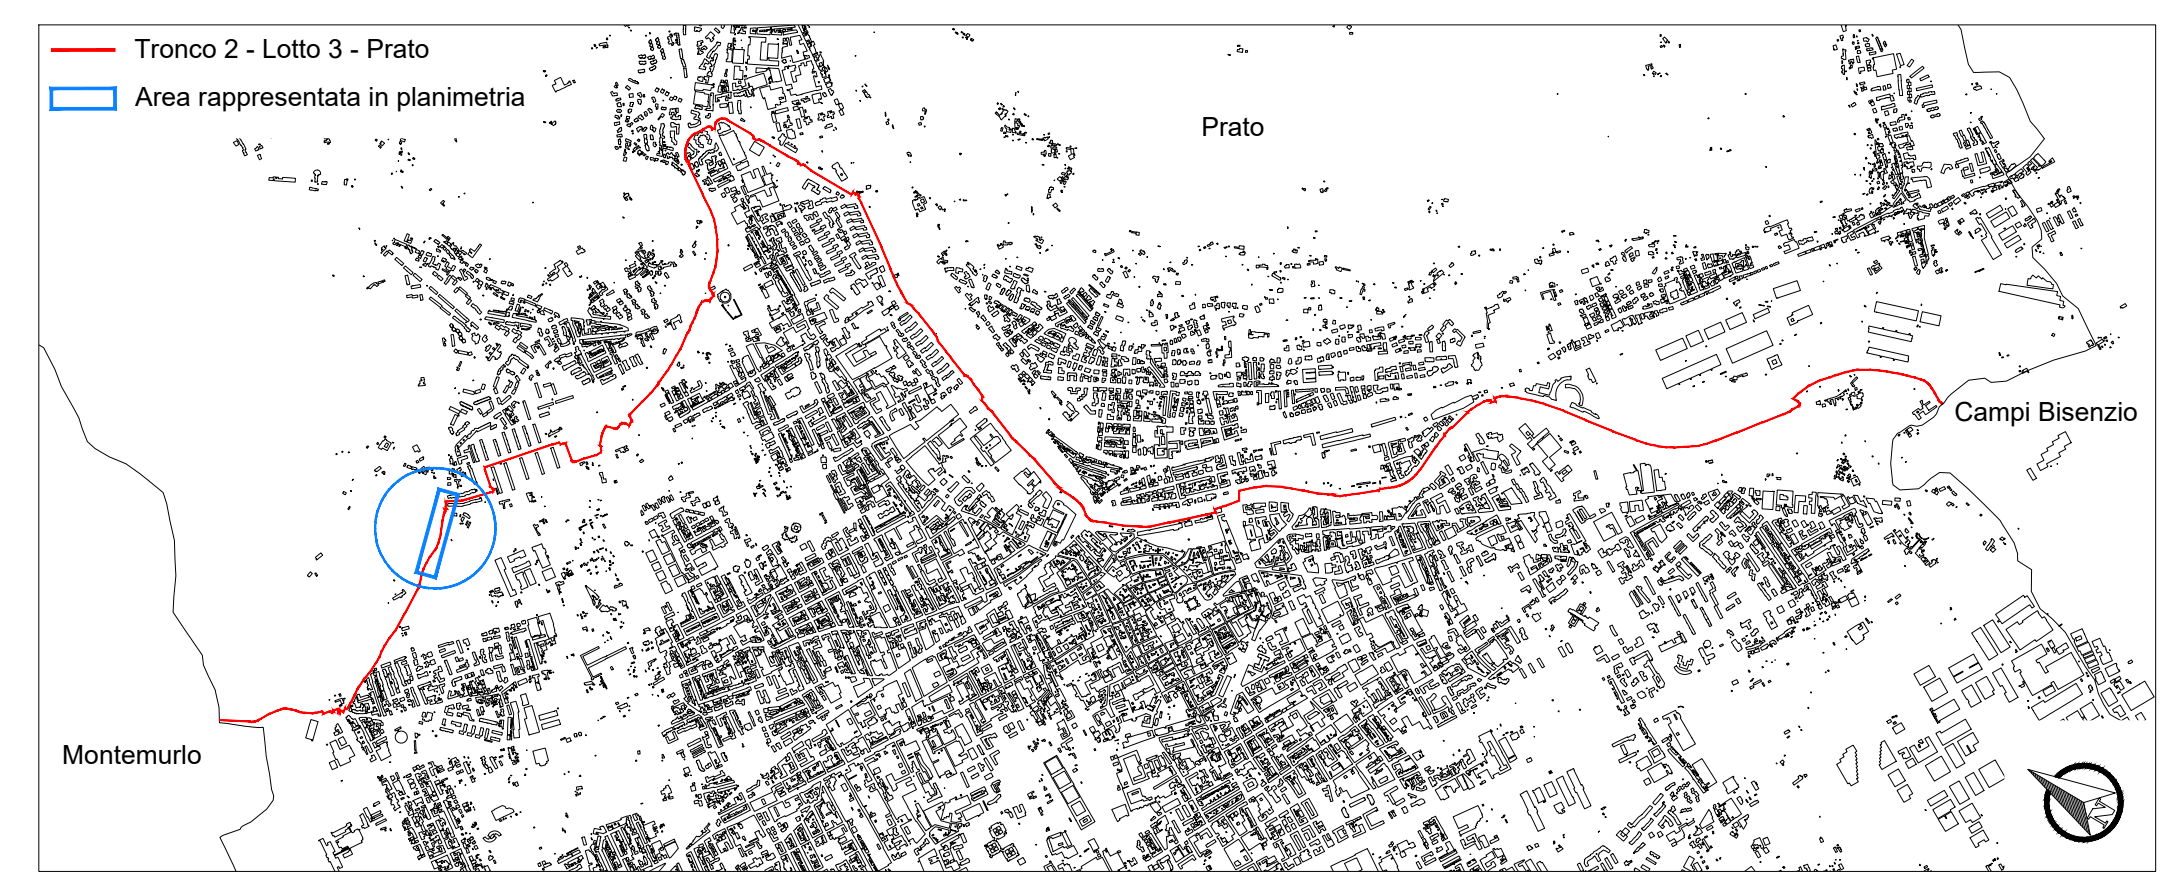 Tronco 2 - Lotto 3 - Prato
Area rappresentata in planimetria
Prato
Campi Bisenzio
Montemurlo
N